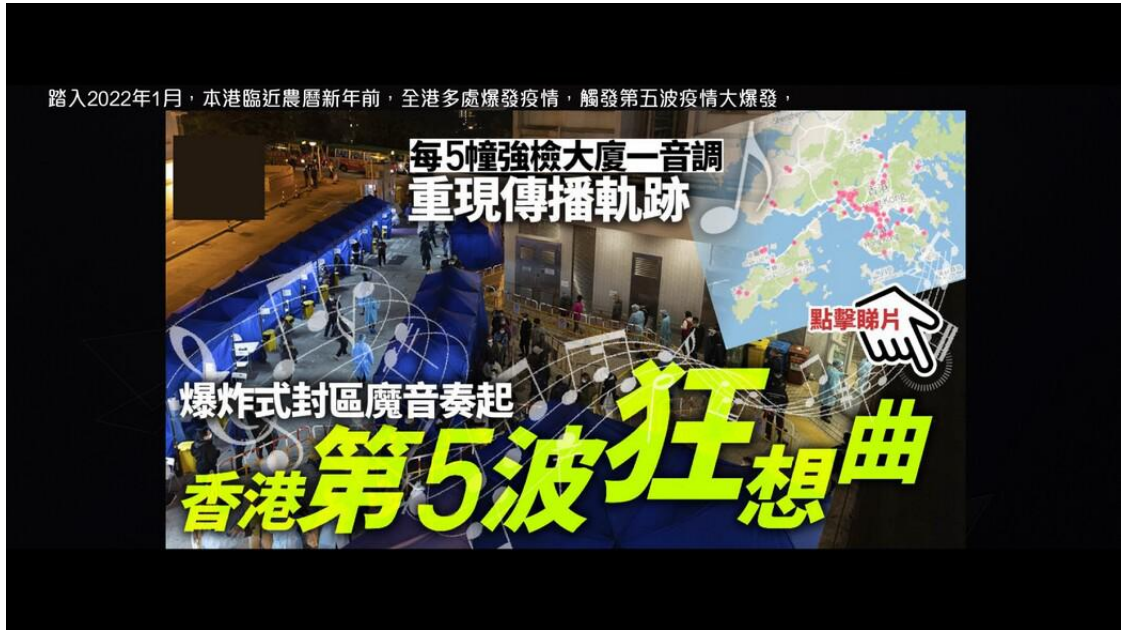 踏入2022年1月，本港臨近農曆新年前，全港多處爆發疫情，觸發第五波疫情大爆發，
每5幢強檢大廈一音調
重現傳播軌跡
點擊睇片
爆炸式封區魔音奏起
香港第5波狂想曲